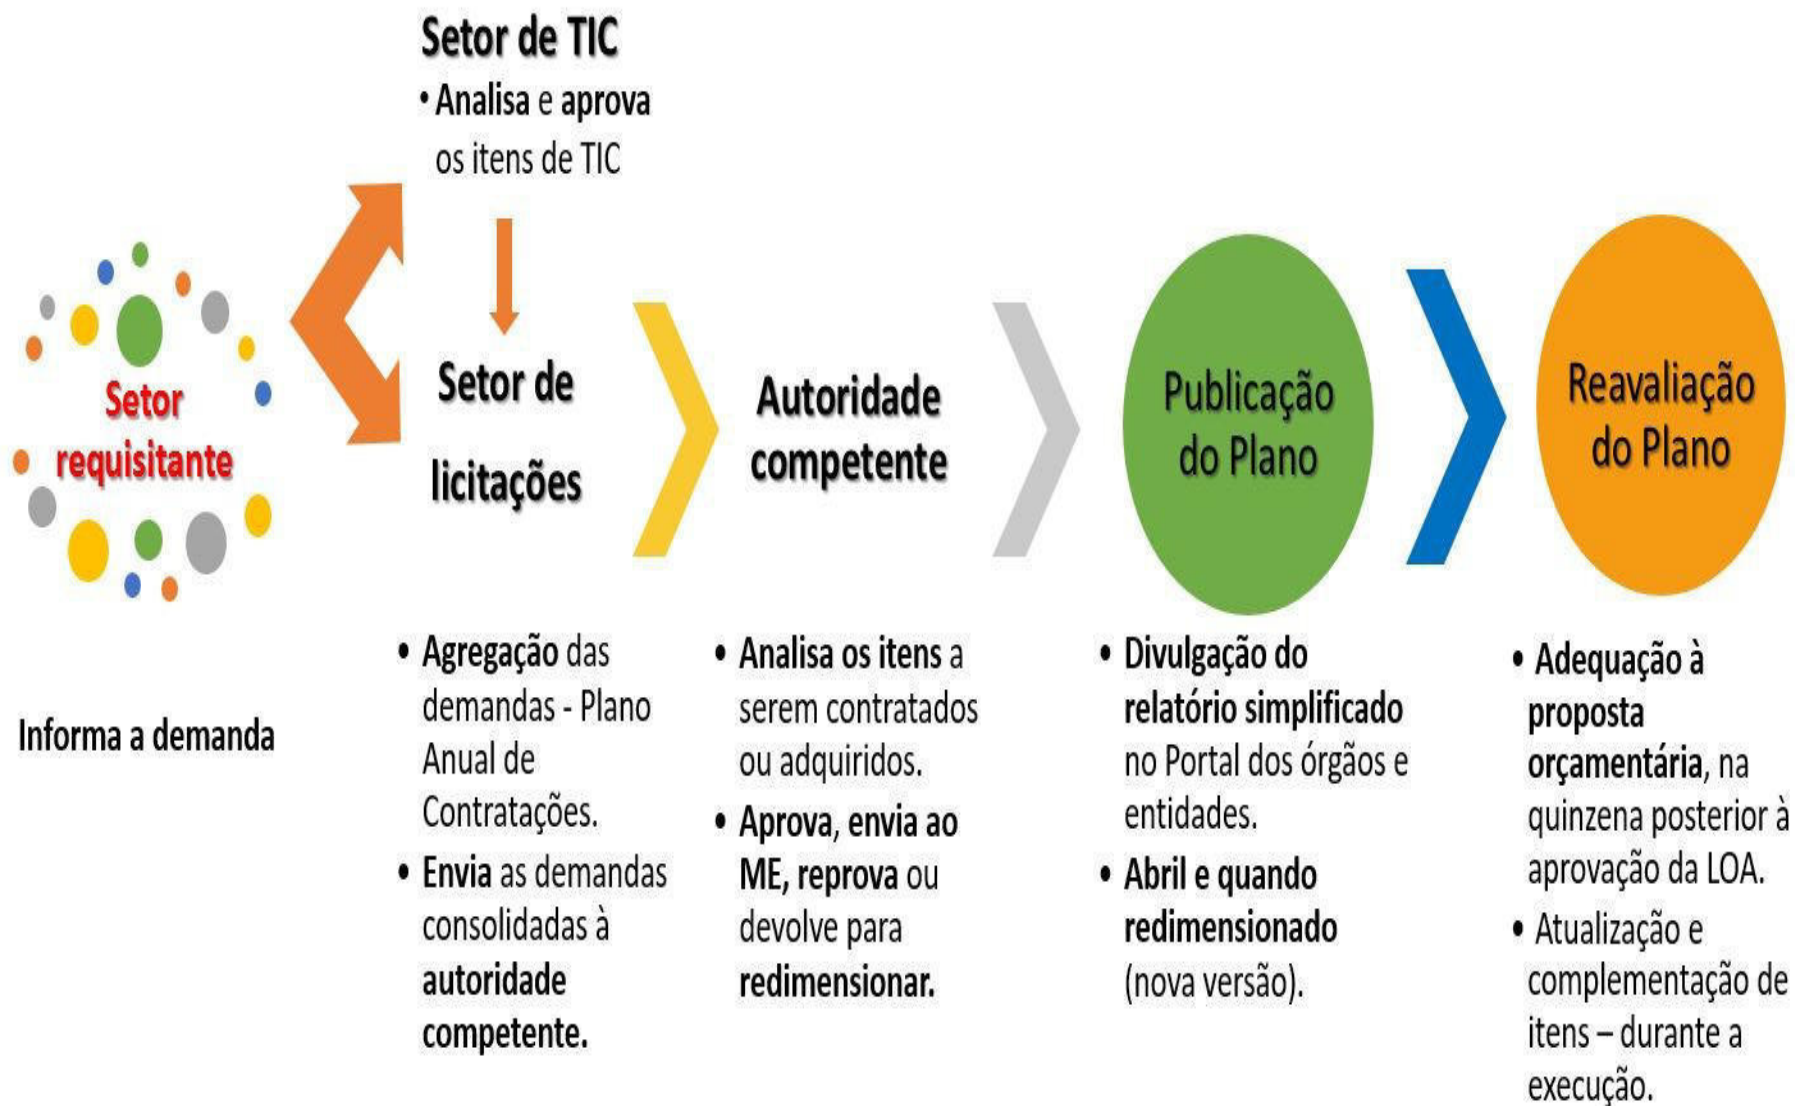 Setor de TIC
• Analisa e aprova
os itens de TIC
Setor
requisitante
Informa a demanda
Setor de
licitações
• Agregação das
demandas - Plano
Anual de
Contratações.
• Envia as demandas
consolidadas à
autoridade
competente.
Autoridade
competente
• Analisa os itens a
serem contratados
ou adquiridos.
• Aprova, envia ao
ME, reprova ou
devolve para
redimensionar.
Publicação
do Plano
• Divulgação do
relatório simplificado
no Portal dos órgãos e
entidades.
• Abril e quando
redimensionado
(nova versão).
Reavaliação
do Plano
• Adequação à
proposta
orçamentária, na
quinzena posterior à
aprovação da LOA.
• Atualização e
complementação de
itens – durante a
execução.